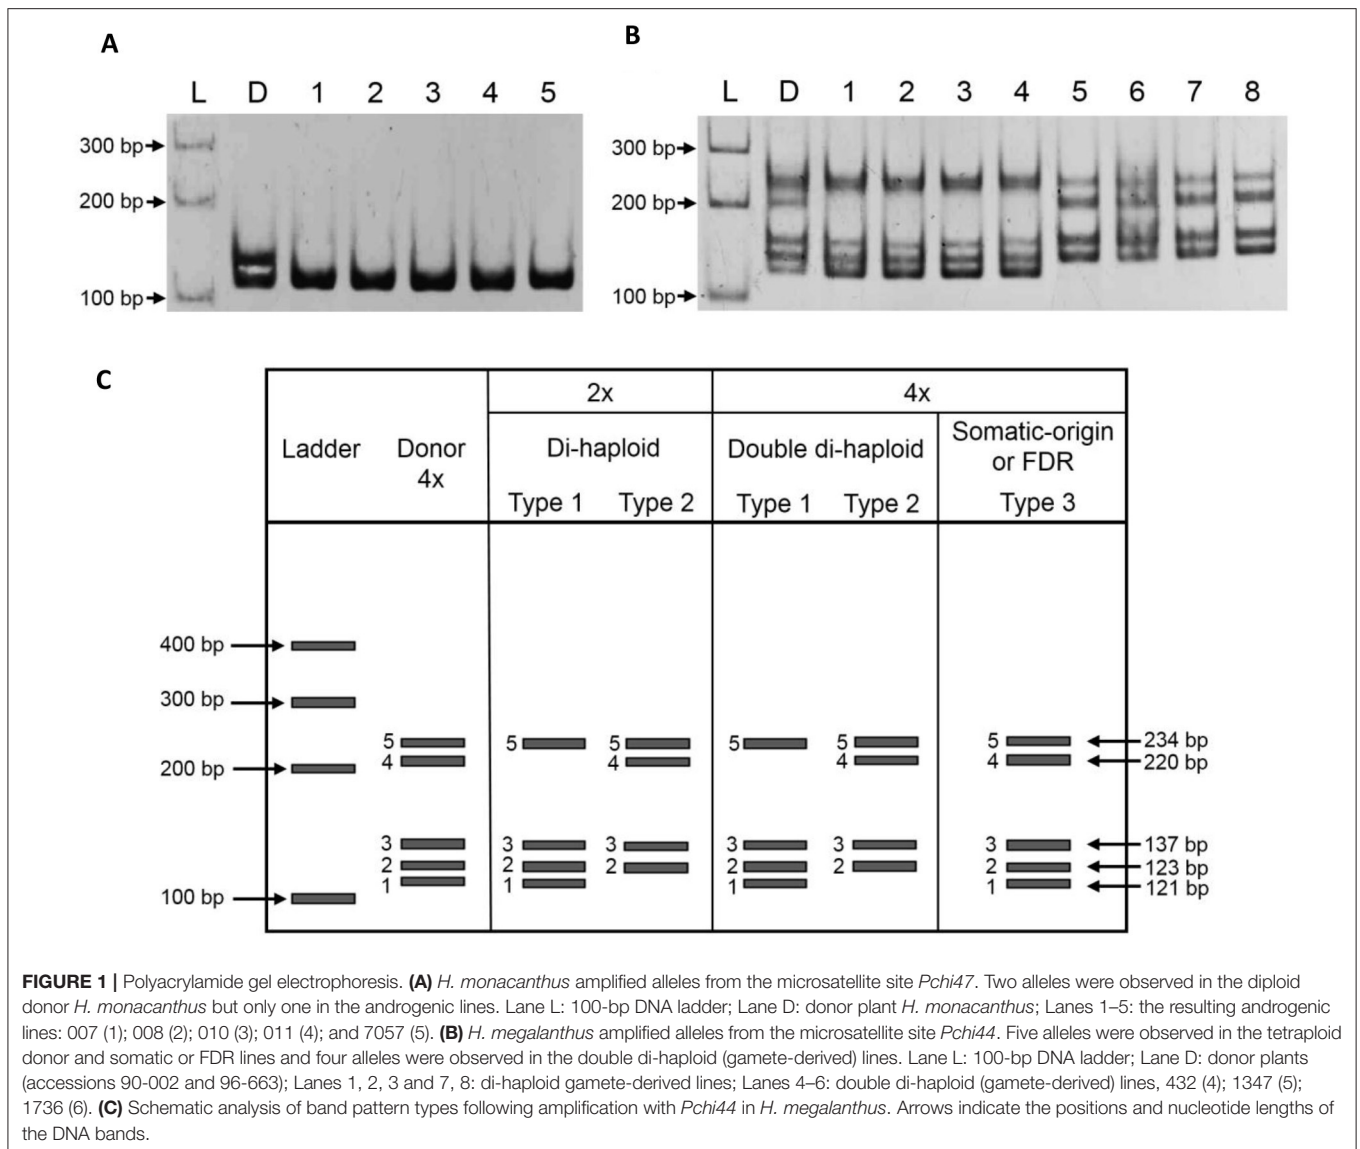 A
B
L D 1 2 3 4 5
L D 1 2 3 4 5 6 7 8
300 bp
200 bp
100 bp
300 bp
200 bp
100 bp
C
2x 4x
Ladder Donor 4x Di-haploid Double di-haploid Somatic-origin or FDR
Type 1 Type 2 Type 1 Type 2 Type 3
400 bp
300 bp
5 5 5 5 5 5 234 bp
200 bp 4 4 4 4 220 bp
3 3 3 3 3 3 137 bp
2 2 2 2 2 2 123 bp
100 bp 1 1 1 1 121 bp
FIGURE 1 | Polyacrylamide gel electrophoresis. (A) H. monacanthus amplified alleles from the microsatellite site Pchi47. Two alleles were observed in the diploid
donor H. monacanthus but only one in the androgenic lines. Lane L: 100-bp DNA ladder; Lane D: donor plant H. monacanthus; Lanes 1–5: the resulting androgenic
lines: 007 (1); 008 (2); 010 (3); 011 (4); and 7057 (5). (B) H. megalanthus amplified alleles from the microsatellite site Pchi44. Five alleles were observed in the tetraploid
donor and somatic or FDR lines and four alleles were observed in the double di-haploid (gamete-derived) lines. Lane L: 100-bp DNA ladder; Lane D: donor plants
(accessions 90-002 and 96-663); Lanes 1, 2, 3 and 7, 8: di-haploid gamete-derived lines; Lanes 4–6: double di-haploid (gamete-derived) lines, 432 (4); 1347 (5);
1736 (6). (C) Schematic analysis of band pattern types following amplification with Pchi44 in H. megalanthus. Arrows indicate the positions and nucleotide lengths of
the DNA bands.